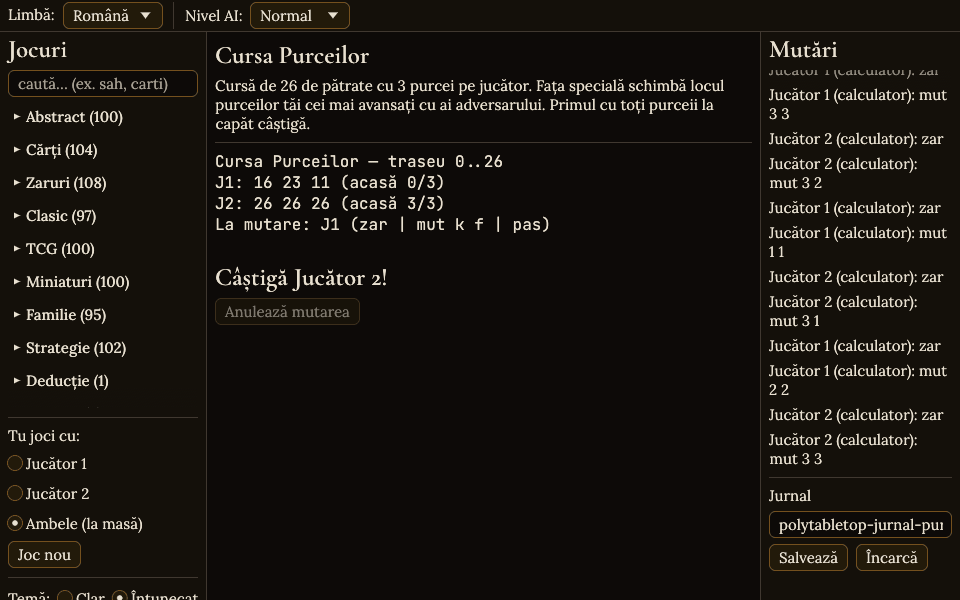 Limbă: Română Nivel AI: Normal
Jocuri
caută... (ex. sah, carti)
Abstract (100)
Cărți (104)
Zaruri (108)
Clasic (97)
TCG (100)
Miniaturi (100)
Familie (95)
Strategie (102)
Deducție (1)
Tu joci cu:
Jucător 1
Jucător 2
Ambele (la masă)
Joc nou
Temă: Clar Întunecat
Cursa Purceilor
Cursă de 26 de pătrate cu 3 purcei pe jucător. Fața specială schimbă locul
purceilor tăi cei mai avansați cu ai adversarului. Primul cu toți purceii la
capăt câștigă.
Cursa Purceilor — traseu 0..26
J1: 16 23 11 (acasă 0/3)
J2: 26 26 26 (acasă 3/3)
La mutare: J1 (zar | mut k f | pas)
Câștigă Jucător 2!
Anulează mutarea
Mutări
Jucător 1 (calculator): zar
Jucător 1 (calculator): mut
3 3
Jucător 2 (calculator): zar
Jucător 2 (calculator):
mut 3 2
Jucător 1 (calculator): zar
Jucător 1 (calculator): mut
1 1
Jucător 2 (calculator): zar
Jucător 2 (calculator):
mut 3 1
Jucător 1 (calculator): zar
Jucător 1 (calculator): mut
2 2
Jucător 2 (calculator): zar
Jucător 2 (calculator):
mut 3 3
Jurnal
polytabletop-jurnal-pur
Salvează Încarcă